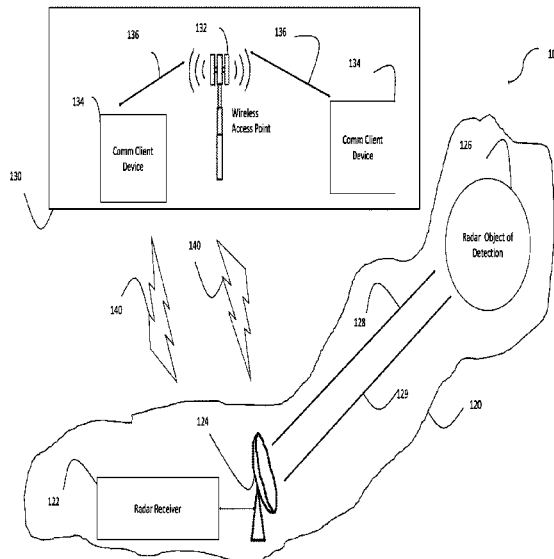 136
132
136
134
134
Wireless
Access Point
Comm Client
Device
Comm Client
Device
130
126
Radar Object of
Detection
140
140
128
129
120
124
122
Radar Receiver